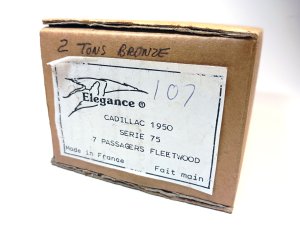 2 TONS BRONZE
107
Elegance ®
CADILLAC 1950
SERIE 75
7 PASSAGERS FLEETWOOD
Made in France
Fait main